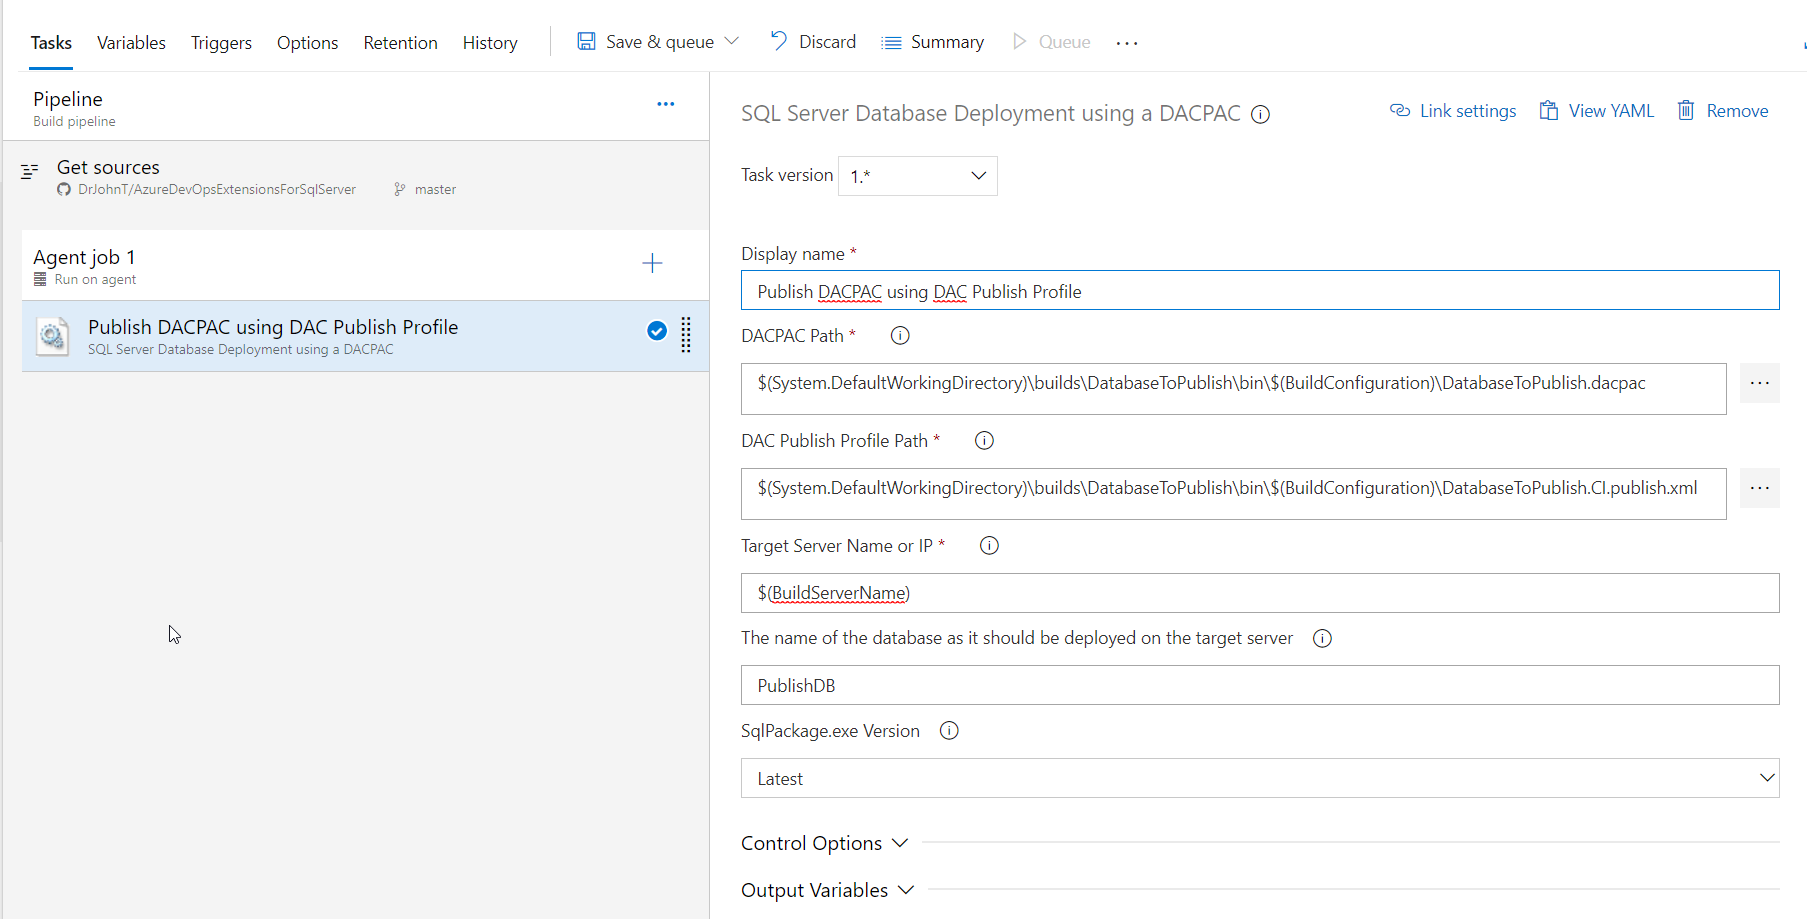 Tasks Variables Triggers Options Retention History Save & queue Discard Summary Queue ...
Pipeline
Build pipeline
Get sources
DrJohnT/AzureDevOpsExtensionsForSqlServer master
Agent job 1
Run on agent
Publish DACPAC using DAC Publish Profile
SQL Server Database Deployment using a DACPAC
SQL Server Database Deployment using a DACPAC Link settings View YAML Remove
Task version 1.*
Display name *
Publish DACPAC using DAC Publish Profile
DACPAC Path *
$(System.DefaultWorkingDirectory)\builds\DatabaseToPublish\bin\$(BuildConfiguration)\DatabaseToPublish.dacpac
DAC Publish Profile Path *
$(System.DefaultWorkingDirectory)\builds\DatabaseToPublish\bin\$(BuildConfiguration)\DatabaseToPublish.CI.publish.xml
Target Server Name or IP *
$(BuildServerName)
The name of the database as it should be deployed on the target server
PublishDB
SqlPackage.exe Version
Latest
Control Options
Output Variables